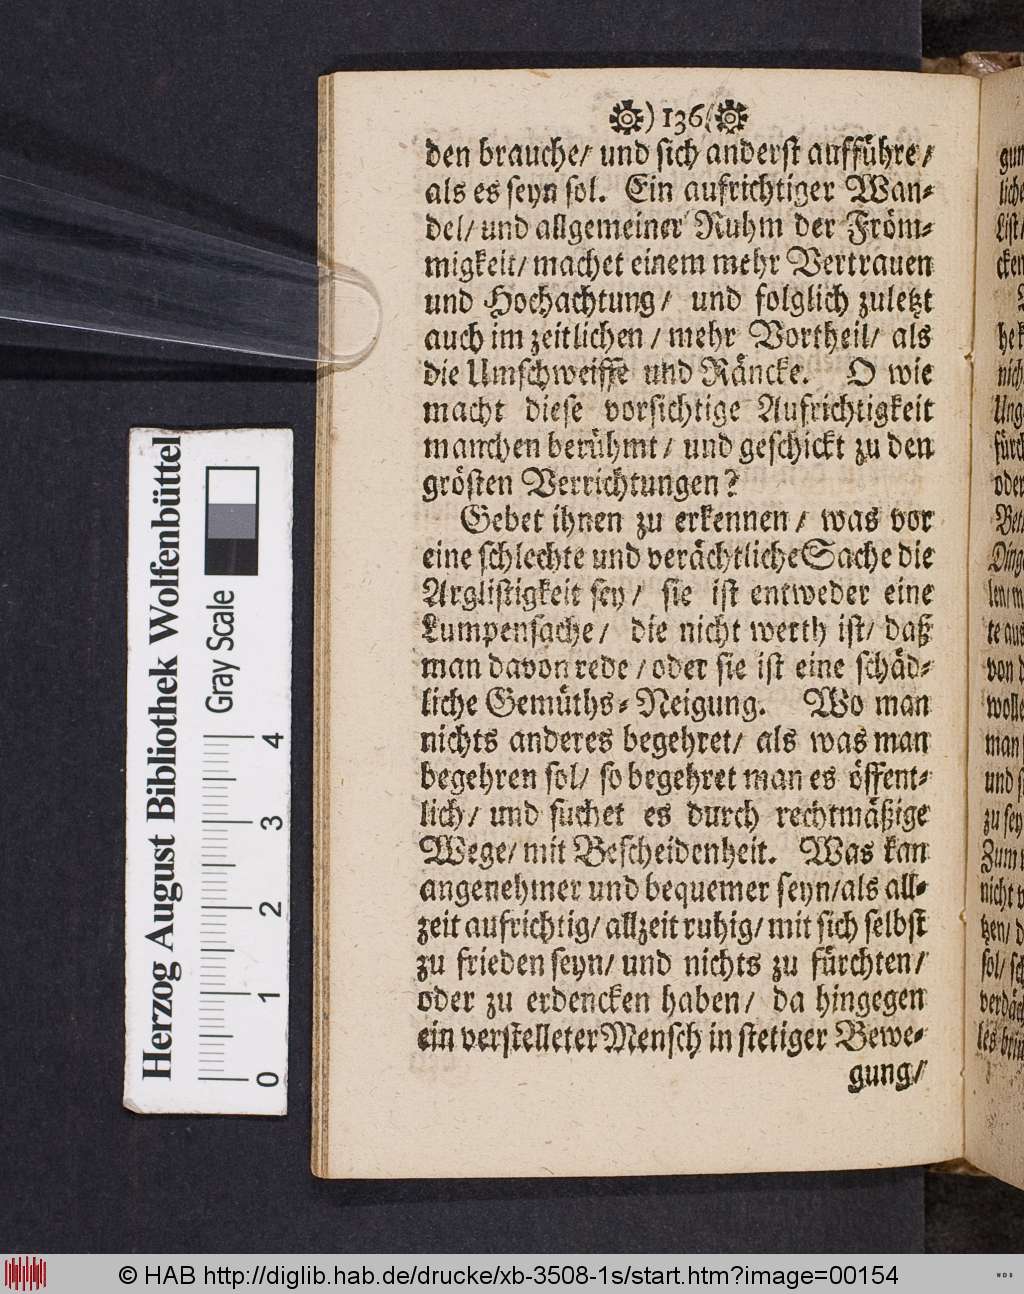 )136(
den brauche/ und sich anderst aufführe/
als es seyn sol. Ein aufrichtiger Wan-
del/ und allgemeiner Ruhm der Fröm-
migkeit/ machet einem mehr Vertrauen
und Hochachtung/ und folglich zuletzt
auch im zeitlichen / mehr Vortheil/ als
die Umschweiffe und Räncke. O wie
macht diese vorsichtige Aufrichtigkeit
manchen berühmt/ und geschickt zu den
grösten Verrichtungen?
Gebet ihnen zu erkennen/ was vor
eine schlechte und verächtliche Sache die
Arglistigkeit sey/ sie ist entweder eine
Lumpensache/ die nicht werth ist/ daß
man davon rede / oder sie ist eine schäd-
liche Gemüths-Neigung. Wo man
nichts anderes begehret/ als was man
begehren sol/ so begehret man es öffent-
lich/ und suchet es durch rechtmäßige
Wege/ mit Bescheidenheit. Was kan
angenehmer und bequemer seyn/als all-
zeit aufrichtig/ allzeit ruhig/ mit sich selbst
zu frieden seyn/ und nichts zu fürchten/
oder zu erdencken haben/ da hingegen
ein verstelleter Mensch in stetiger Bewe-
gung/
Herzog August Bibliothek Wolfenbüttel
Gray Scale
0 1 2 3 4
© HAB http://diglib.hab.de/drucke/xb-3508-1s/start.htm?image=00154